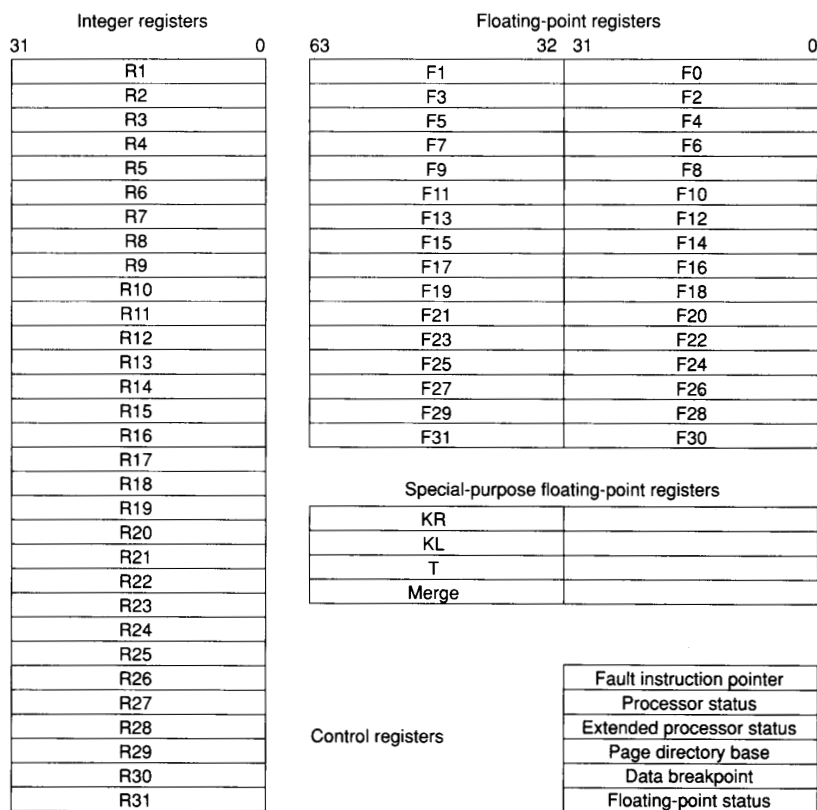 Integer registers
31 0
R1
R2
R3
R4
R5
R6
R7
R8
R9
R10
R11
R12
R13
R14
R15
R16
R17
R18
R19
R20
R21
R22
R23
R24
R25
R26
R27
R28
R29
R30
R31
Floating-point registers
63 32 31 0
F1 F0
F3 F2
F5 F4
F7 F6
F9 F8
F11 F10
F13 F12
F15 F14
F17 F16
F19 F18
F21 F20
F23 F22
F25 F24
F27 F26
F29 F28
F31 F30
Special-purpose floating-point registers
KR
KL
T
Merge
Control registers
Fault instruction pointer
Processor status
Extended processor status
Page directory base
Data breakpoint
Floating-point status